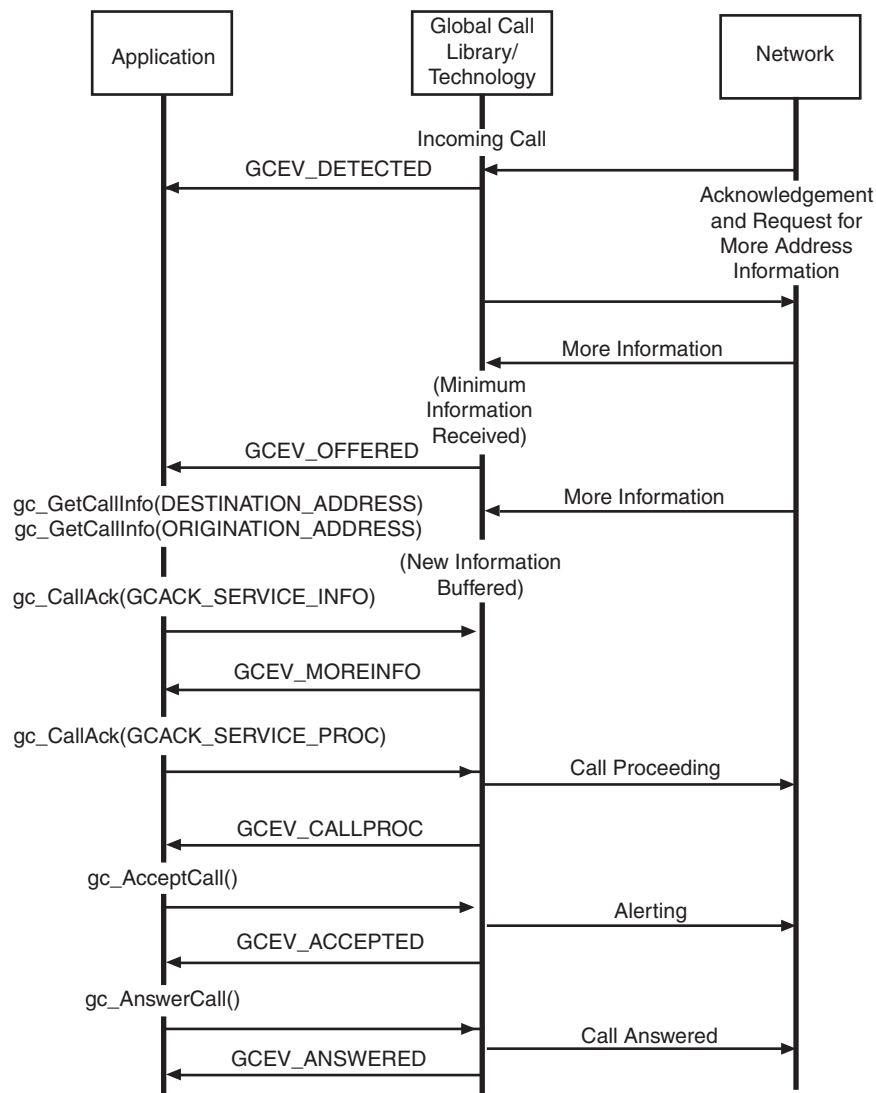 Application
Global Call
Library/
Technology
Network
Incoming Call
GCEV_DETECTED
Acknowledgement
and Request for
More Address
Information
More Information
(Minimum
Information
Received)
GCEV_OFFERED
gc_GetCallInfo(DESTINATION_ADDRESS)
More Information
gc_GetCallInfo(ORIGINATION_ADDRESS)
(New Information
Buffered)
gc_CallAck(GCACK_SERVICE_INFO)
GCEV_MOREINFO
gc_CallAck(GCACK_SERVICE_PROC)
Call Proceeding
GCEV_CALLPROC
gc_AcceptCall()
Alerting
GCEV_ACCEPTED
gc_AnswerCall()
Call Answered
GCEV_ANSWERED